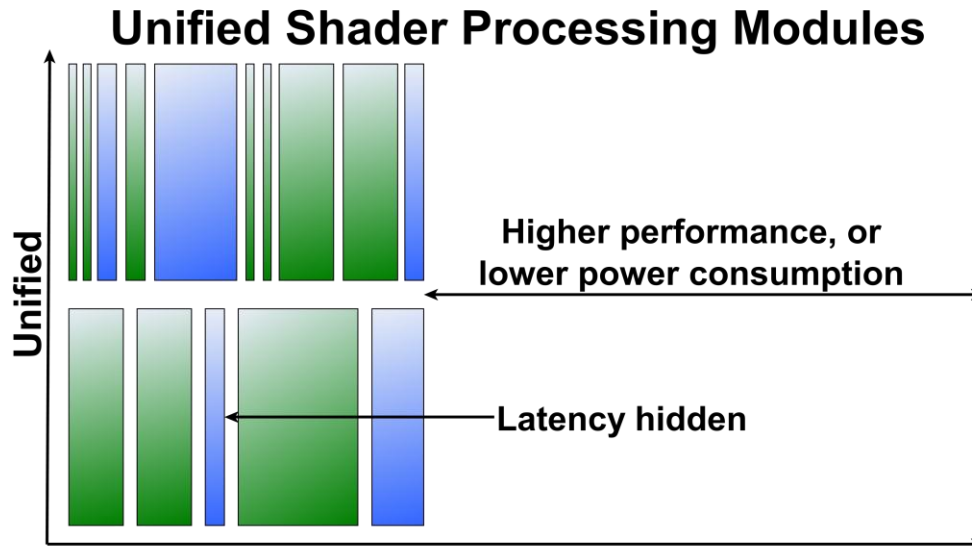 Unified Shader Processing Modules
Unified
Higher performance, or
lower power consumption
Latency hidden